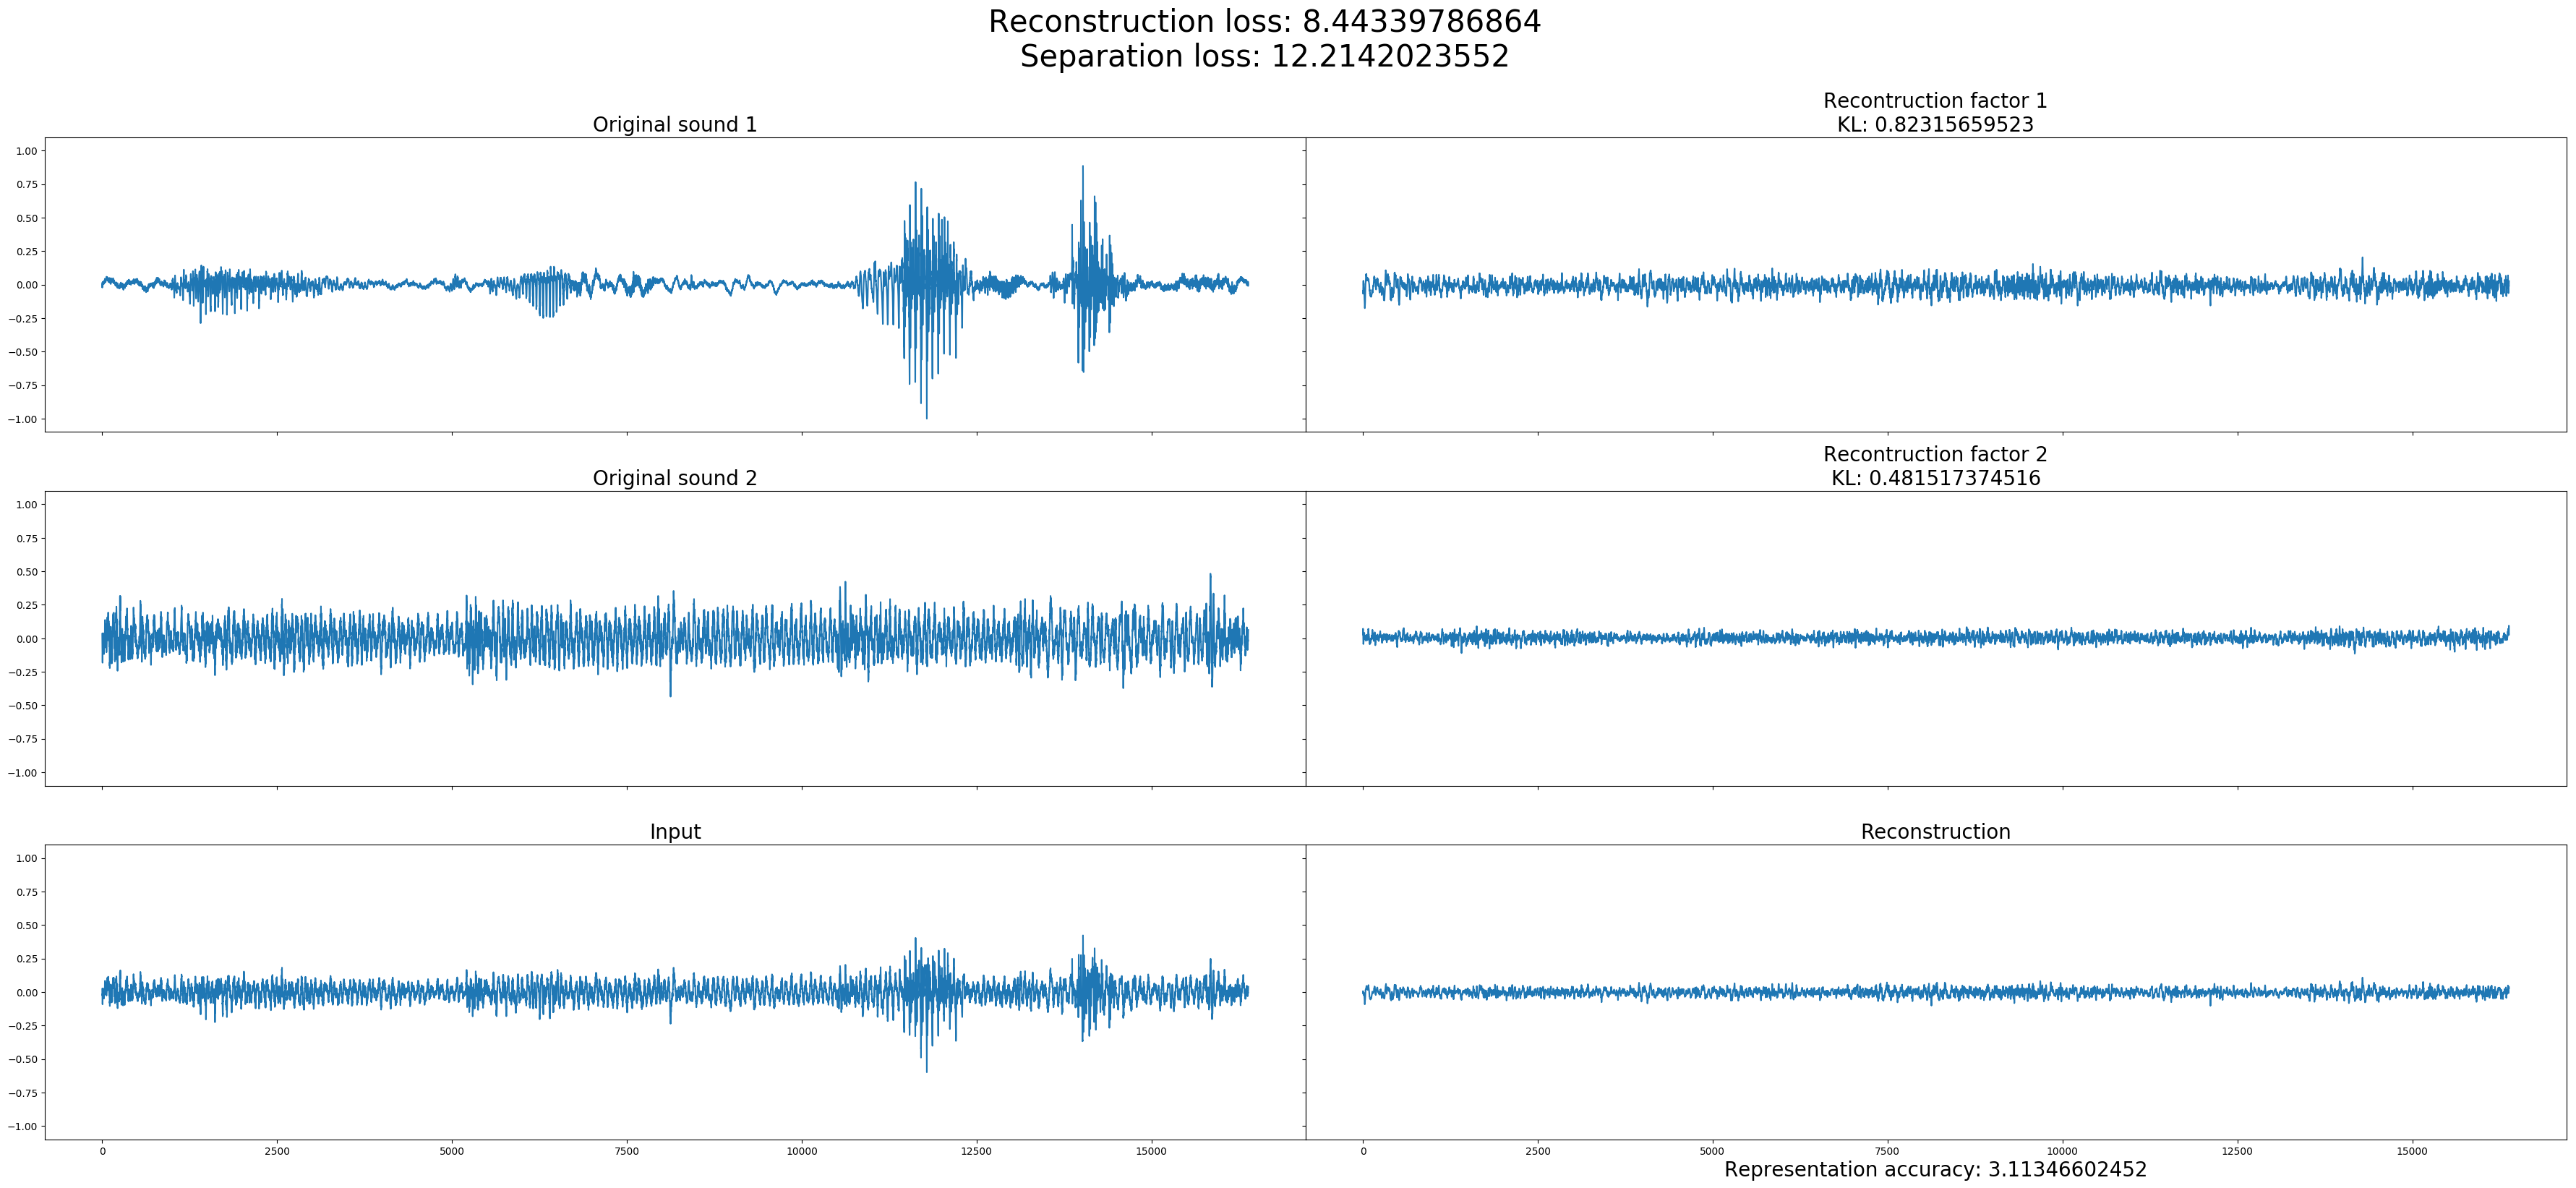 Reconstruction loss: 8.44339786864
Separation loss: 12.2142023552
Original sound 1
Recontruction factor 1
KL: 0.82315659523
1.00
0.75
0.50
0.25
0.00
−0.25
−0.50
−0.75
−1.00
Original sound 2
Recontruction factor 2
KL: 0.481517374516
1.00
0.75
0.50
0.25
0.00
−0.25
−0.50
−0.75
−1.00
Input
Reconstruction
1.00
0.75
0.50
0.25
0.00
−0.25
−0.50
−0.75
−1.00
0 2500 5000 7500 10000 12500 15000
0 2500 5000 7500 10000 12500 15000
Representation accuracy: 3.11346602452